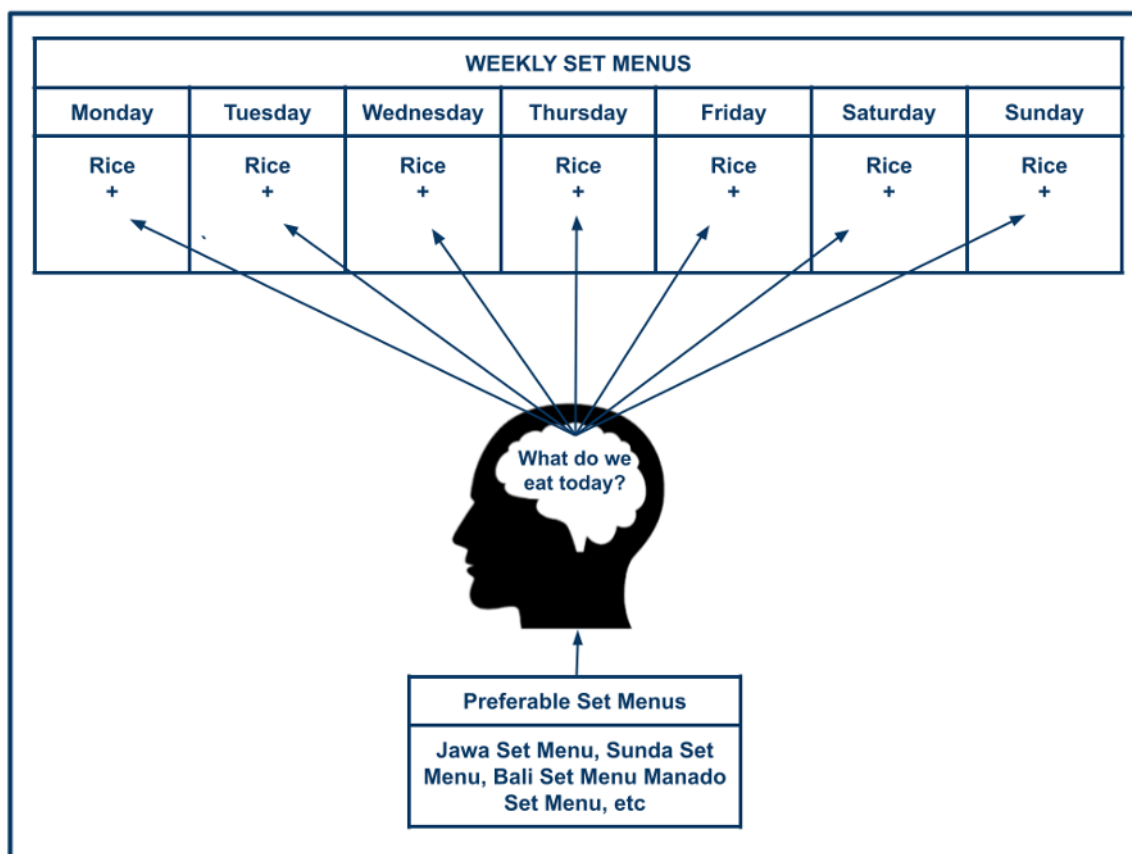 WEEKLY SET MENUS
Monday Tuesday Wednesday Thursday Friday Saturday Sunday
Rice Rice Rice Rice Rice Rice Rice
+ + + + + + +
What do we
eat today?
Preferable Set Menus
Jawa Set Menu, Sunda Set
Menu, Bali Set Menu Manado
Set Menu, etc